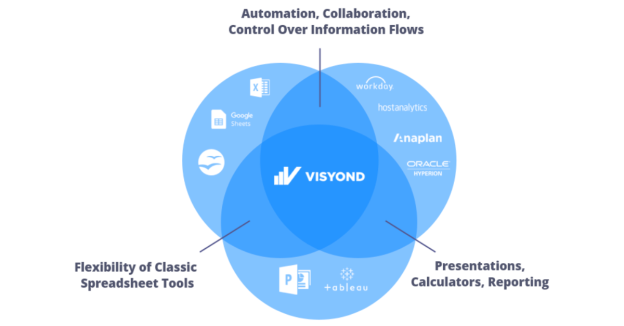 Automation, Collaboration,
Control Over Information Flows
X
Google
Sheets
workday.
hostanalytics
Anaplan
ORACLE
HYPERION
VISYOND
Flexibility of Classic
Spreadsheet Tools
Presentations,
Calculators, Reporting
P
+ableau